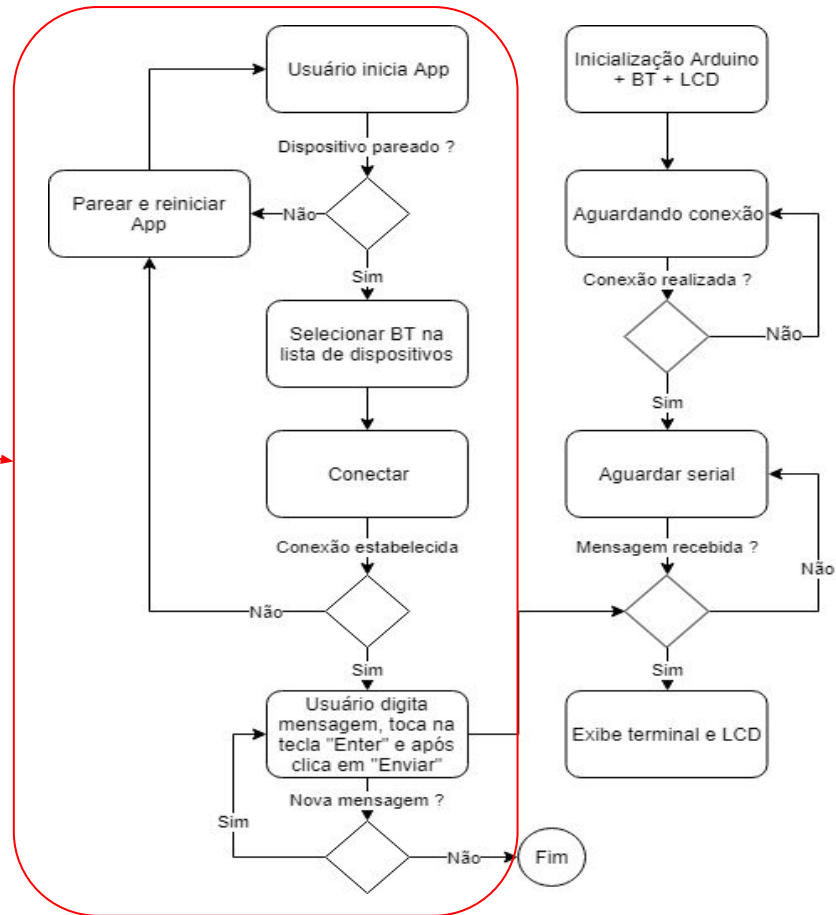 Usuário inicia App
Dispositivo pareado ?
Parear e reiniciar
App
Não
Sim
Selecionar BT na
lista de dispositivos
Conectar
Conexão estabelecida
Não
Sim
Usuário digita
mensagem, toca na
tecla "Enter" e após
clica em "Enviar"
Nova mensagem ?
Sim
Não
Fim
Inicialização Arduino
+ BT + LCD
Aguardando conexão
Conexão realizada ?
Não
Sim
Aguardar serial
Mensagem recebida ?
Não
Sim
Exibe terminal e LCD